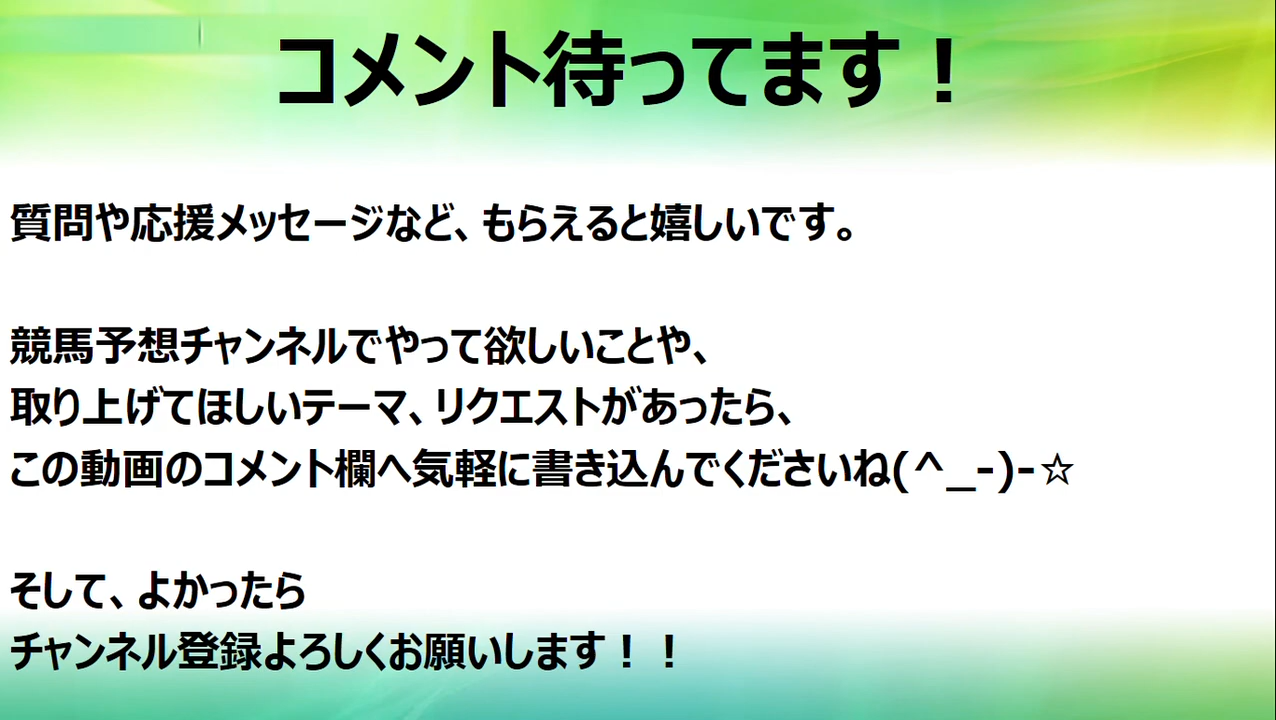 コメント待ってます！
質問や応援メッセージなど、もらえると嬉しいです。
競馬予想チャンネルでやって欲しいことや、
取り上げてほしいテーマ、リクエストがあったら、
この動画のコメント欄へ気軽に書き込んでくださいね(^_-)-☆
そして、よかったら
チャンネル登録よろしくお願いします！！